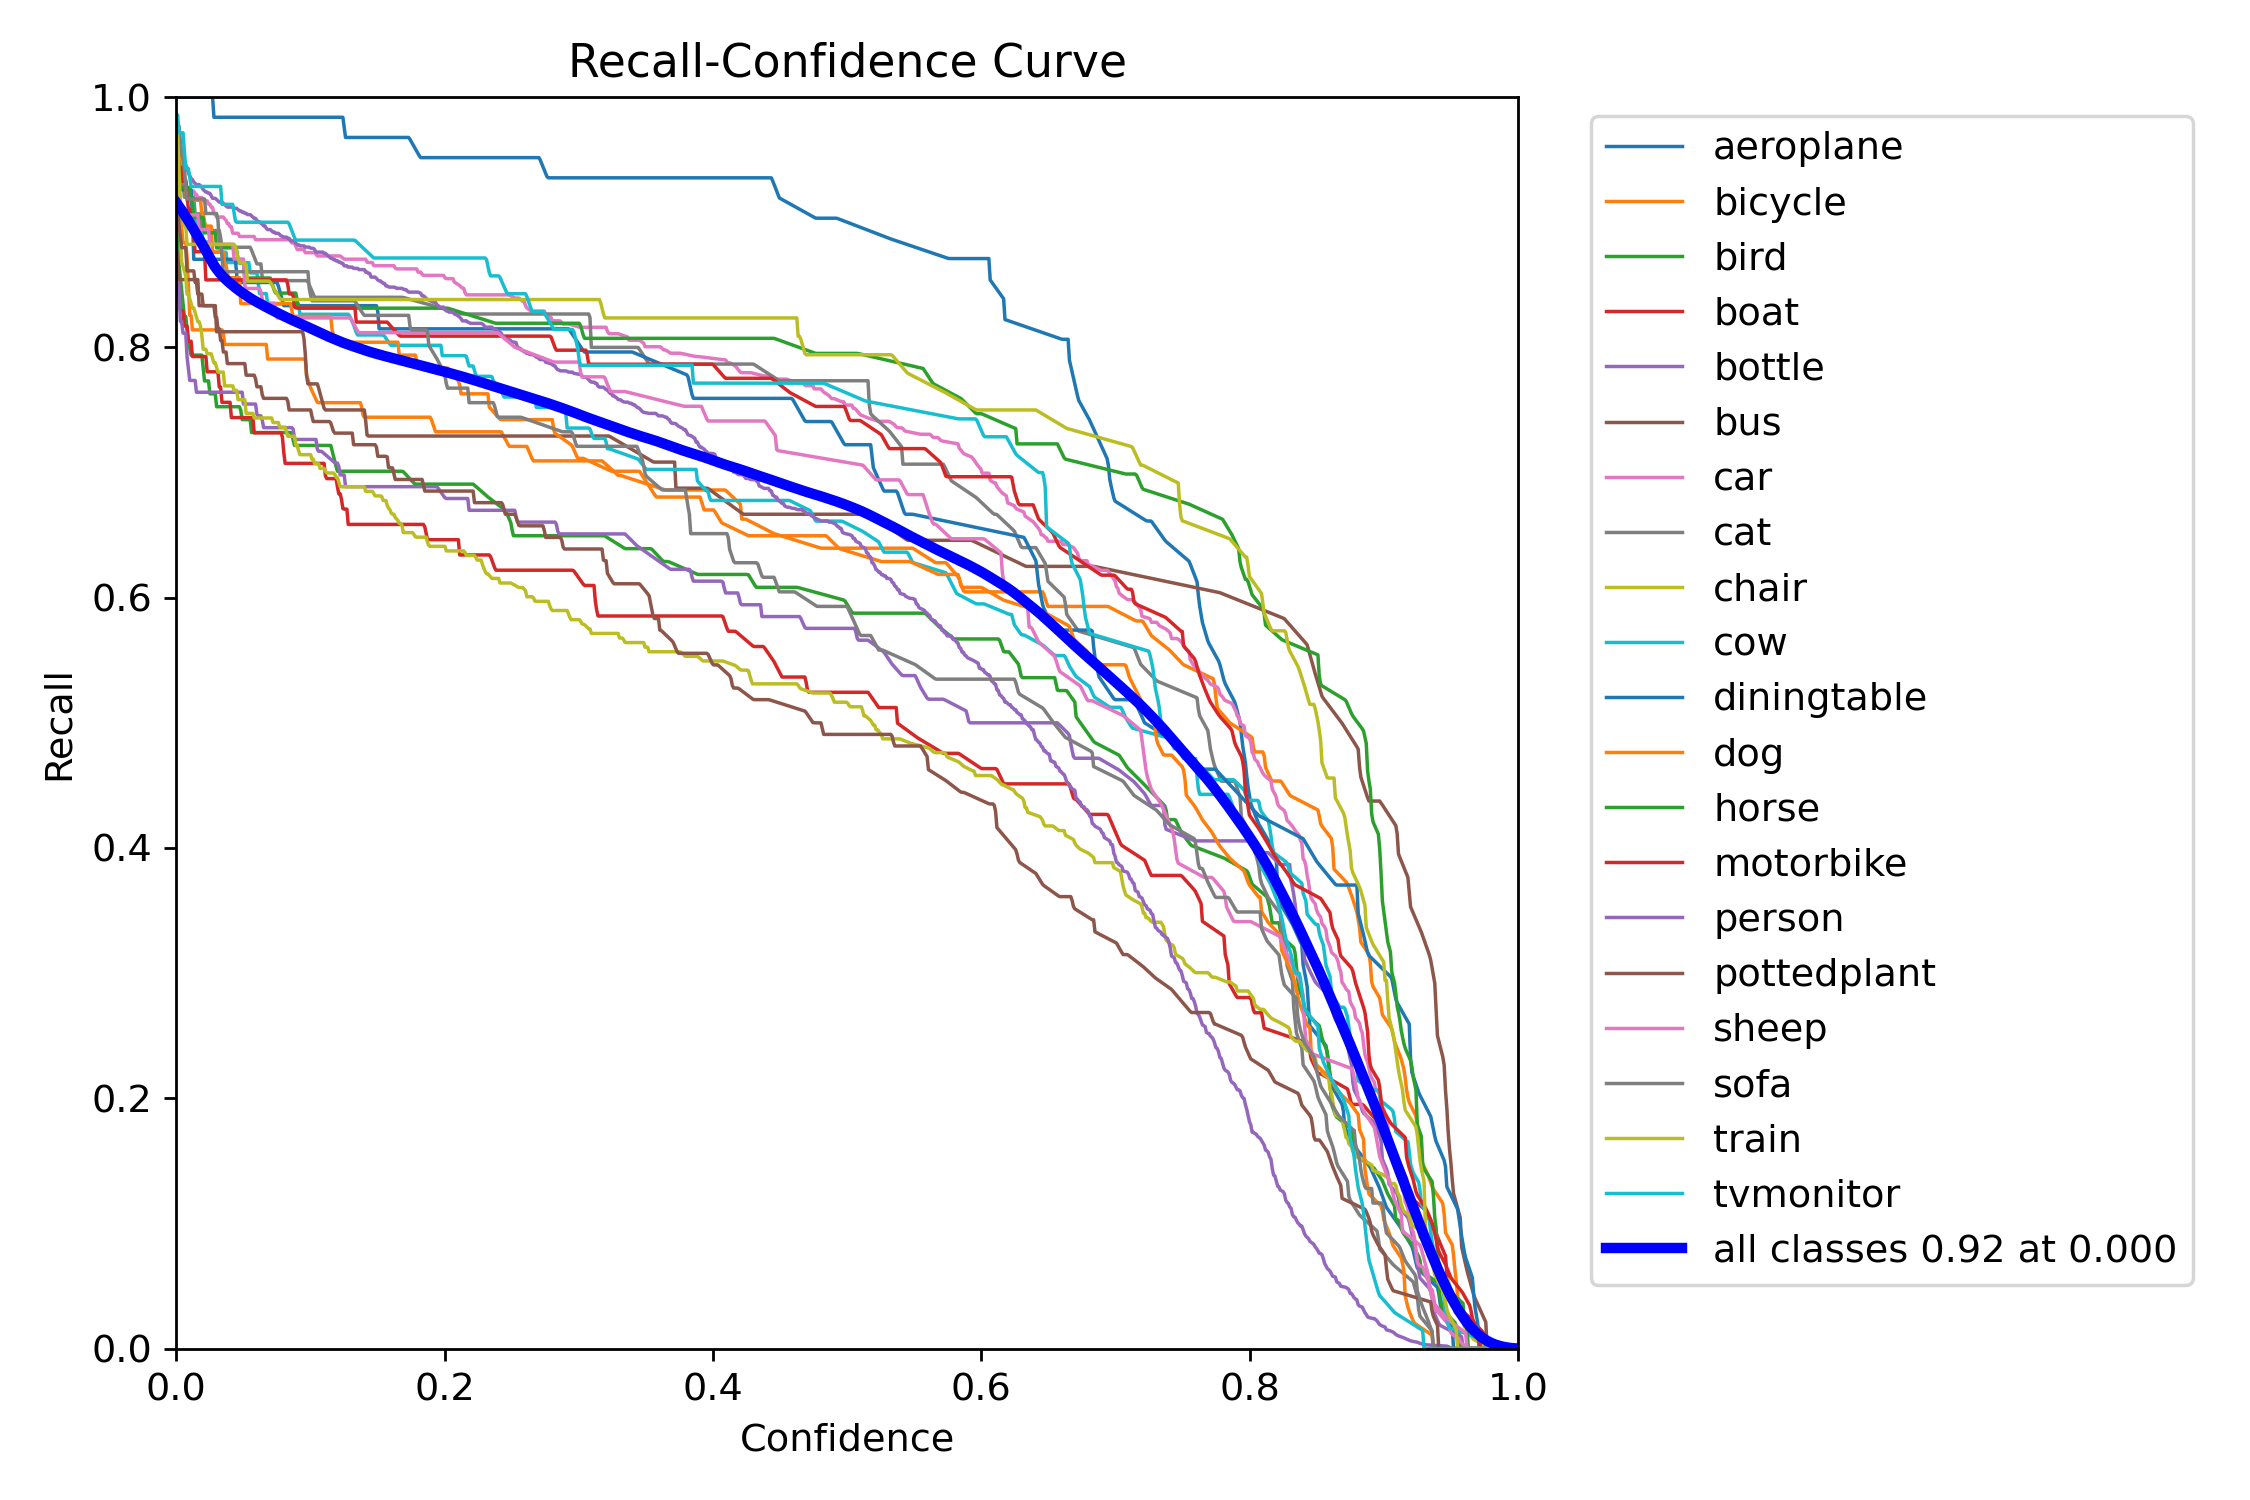 Recall-Confidence Curve
1.0
0.8
0.6
0.4
0.2
0.0
Recall
0.0 0.2 0.4 0.6 0.8 1.0
Confidence
aeroplane
bicycle
bird
boat
bottle
bus
car
cat
chair
cow
diningtable
dog
horse
motorbike
person
pottedplant
sheep
sofa
train
tvmonitor
all classes 0.92 at 0.000